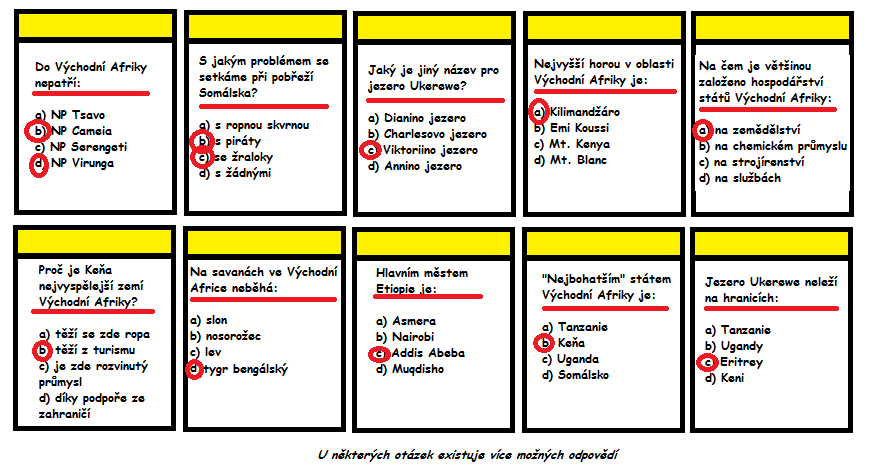 Do Východní Afriky
nepatří:
a) NP Tsavo
b) NP Cameia
c) NP Serengeti
d) NP Virunga
S jakým problémem se
setkáme při pobřeží
Somálska?
a) s ropnou skvrnou
b) s piráty
c) se žraloky
d) s žádnými
Jaký je jiný název pro
jezero Ukerewe?
a) Dianino jezero
b) Charlesovo jezero
c) Viktoriino jezero
d) Annino jezero
Nejvyšší horou v oblasti
Východní Afriky je:
a) Kilimandžáro
b) Emi Koussi
c) Mt. Kenya
d) Mt. Blanc
Na čem je většinou
založeno hospodářství
států Východní Afriky:
a) na zemědělství
b) na chemickém průmyslu
c) na strojírenství
d) na službách
Proč je Keňa
nejvyspělejší zemí
Východní Afriky?
a) těží se zde ropa
b) těží z turismu
c) je zde rozvinutý
průmysl
d) díky podpoře ze
zahraničí
Na savanách ve Východní
Africe neběhá:
a) slon
b) nosorožec
c) lev
d) tygr bengálský
Hlavním městem
Etiopie je:
a) Asmera
b) Nairobi
c) Addis Abeba
d) Muqdisho
"Nejbohatším" státem
Východní Afriky je:
a) Tanzanie
b) Keňa
c) Uganda
d) Somálsko
Jezero Ukerewe neleží
na hranicích:
a) Tanzanie
b) Ugandy
c) Eritrey
d) Keni
U některých otázek existuje více možných odpovědí